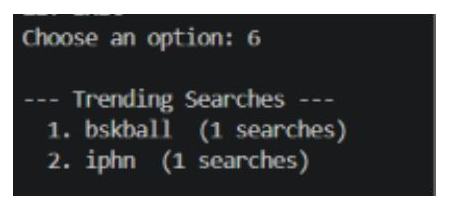 Choose an option: 6
--- Trending Searches ---
1. bskball (1 searches)
2. iphn (1 searches)